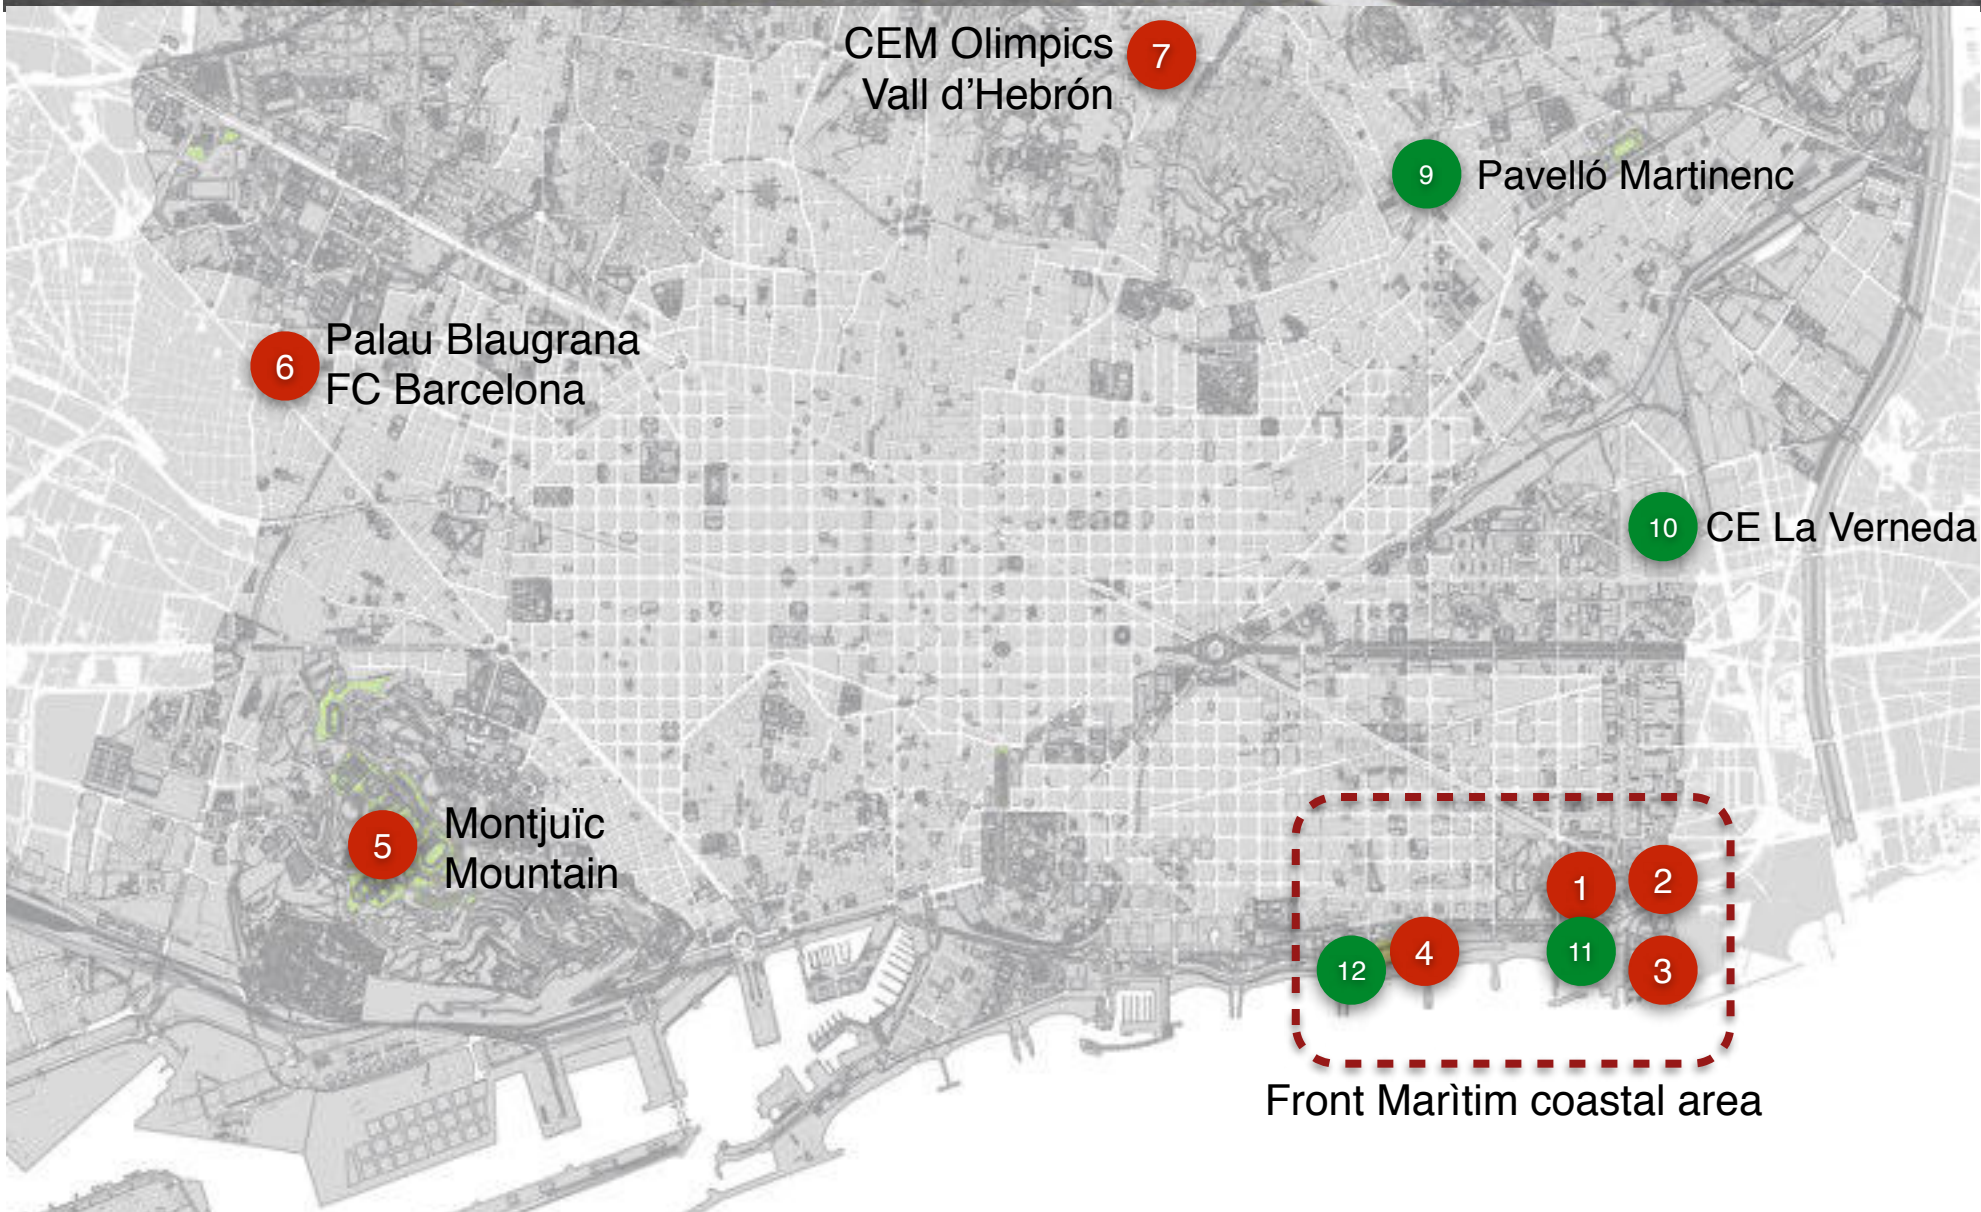 CEM Olimpics
Vall d’Hebrón
7
9
Pavelló Martinenc
6
Palau Blaugrana
FC Barcelona
10
CE La Verneda
5
Montjuïc
Mountain
1
2
12
4
11
3
Front Marìtim coastal area